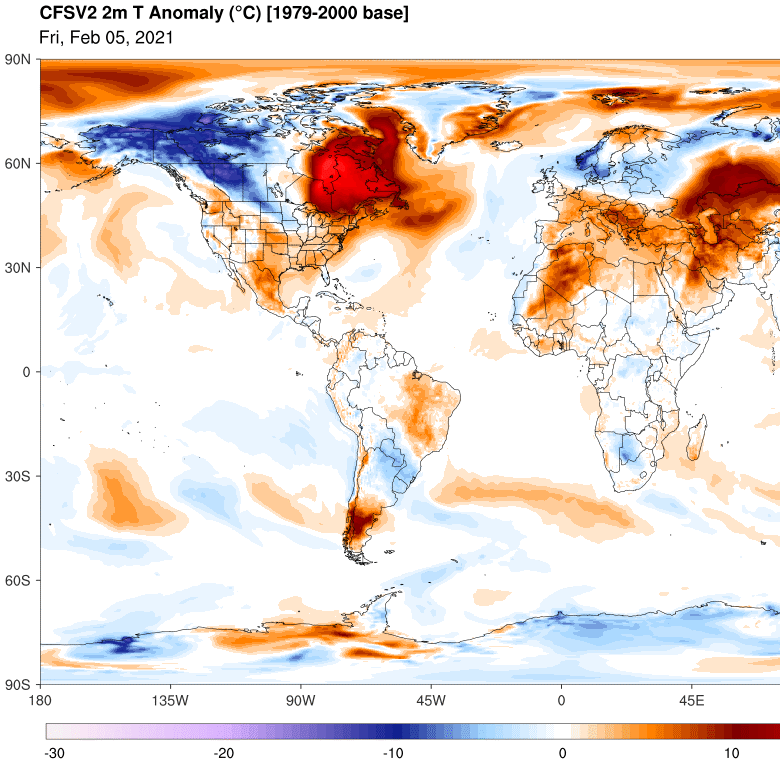 CFSV2 2m T Anomaly (°C) [1979-2000 base]
Fri, Feb 05, 2021
90N
60N
30N
0
30S
60S
90S
180 135W 90W 45W 0 45E
-30 -20 -10 0 10